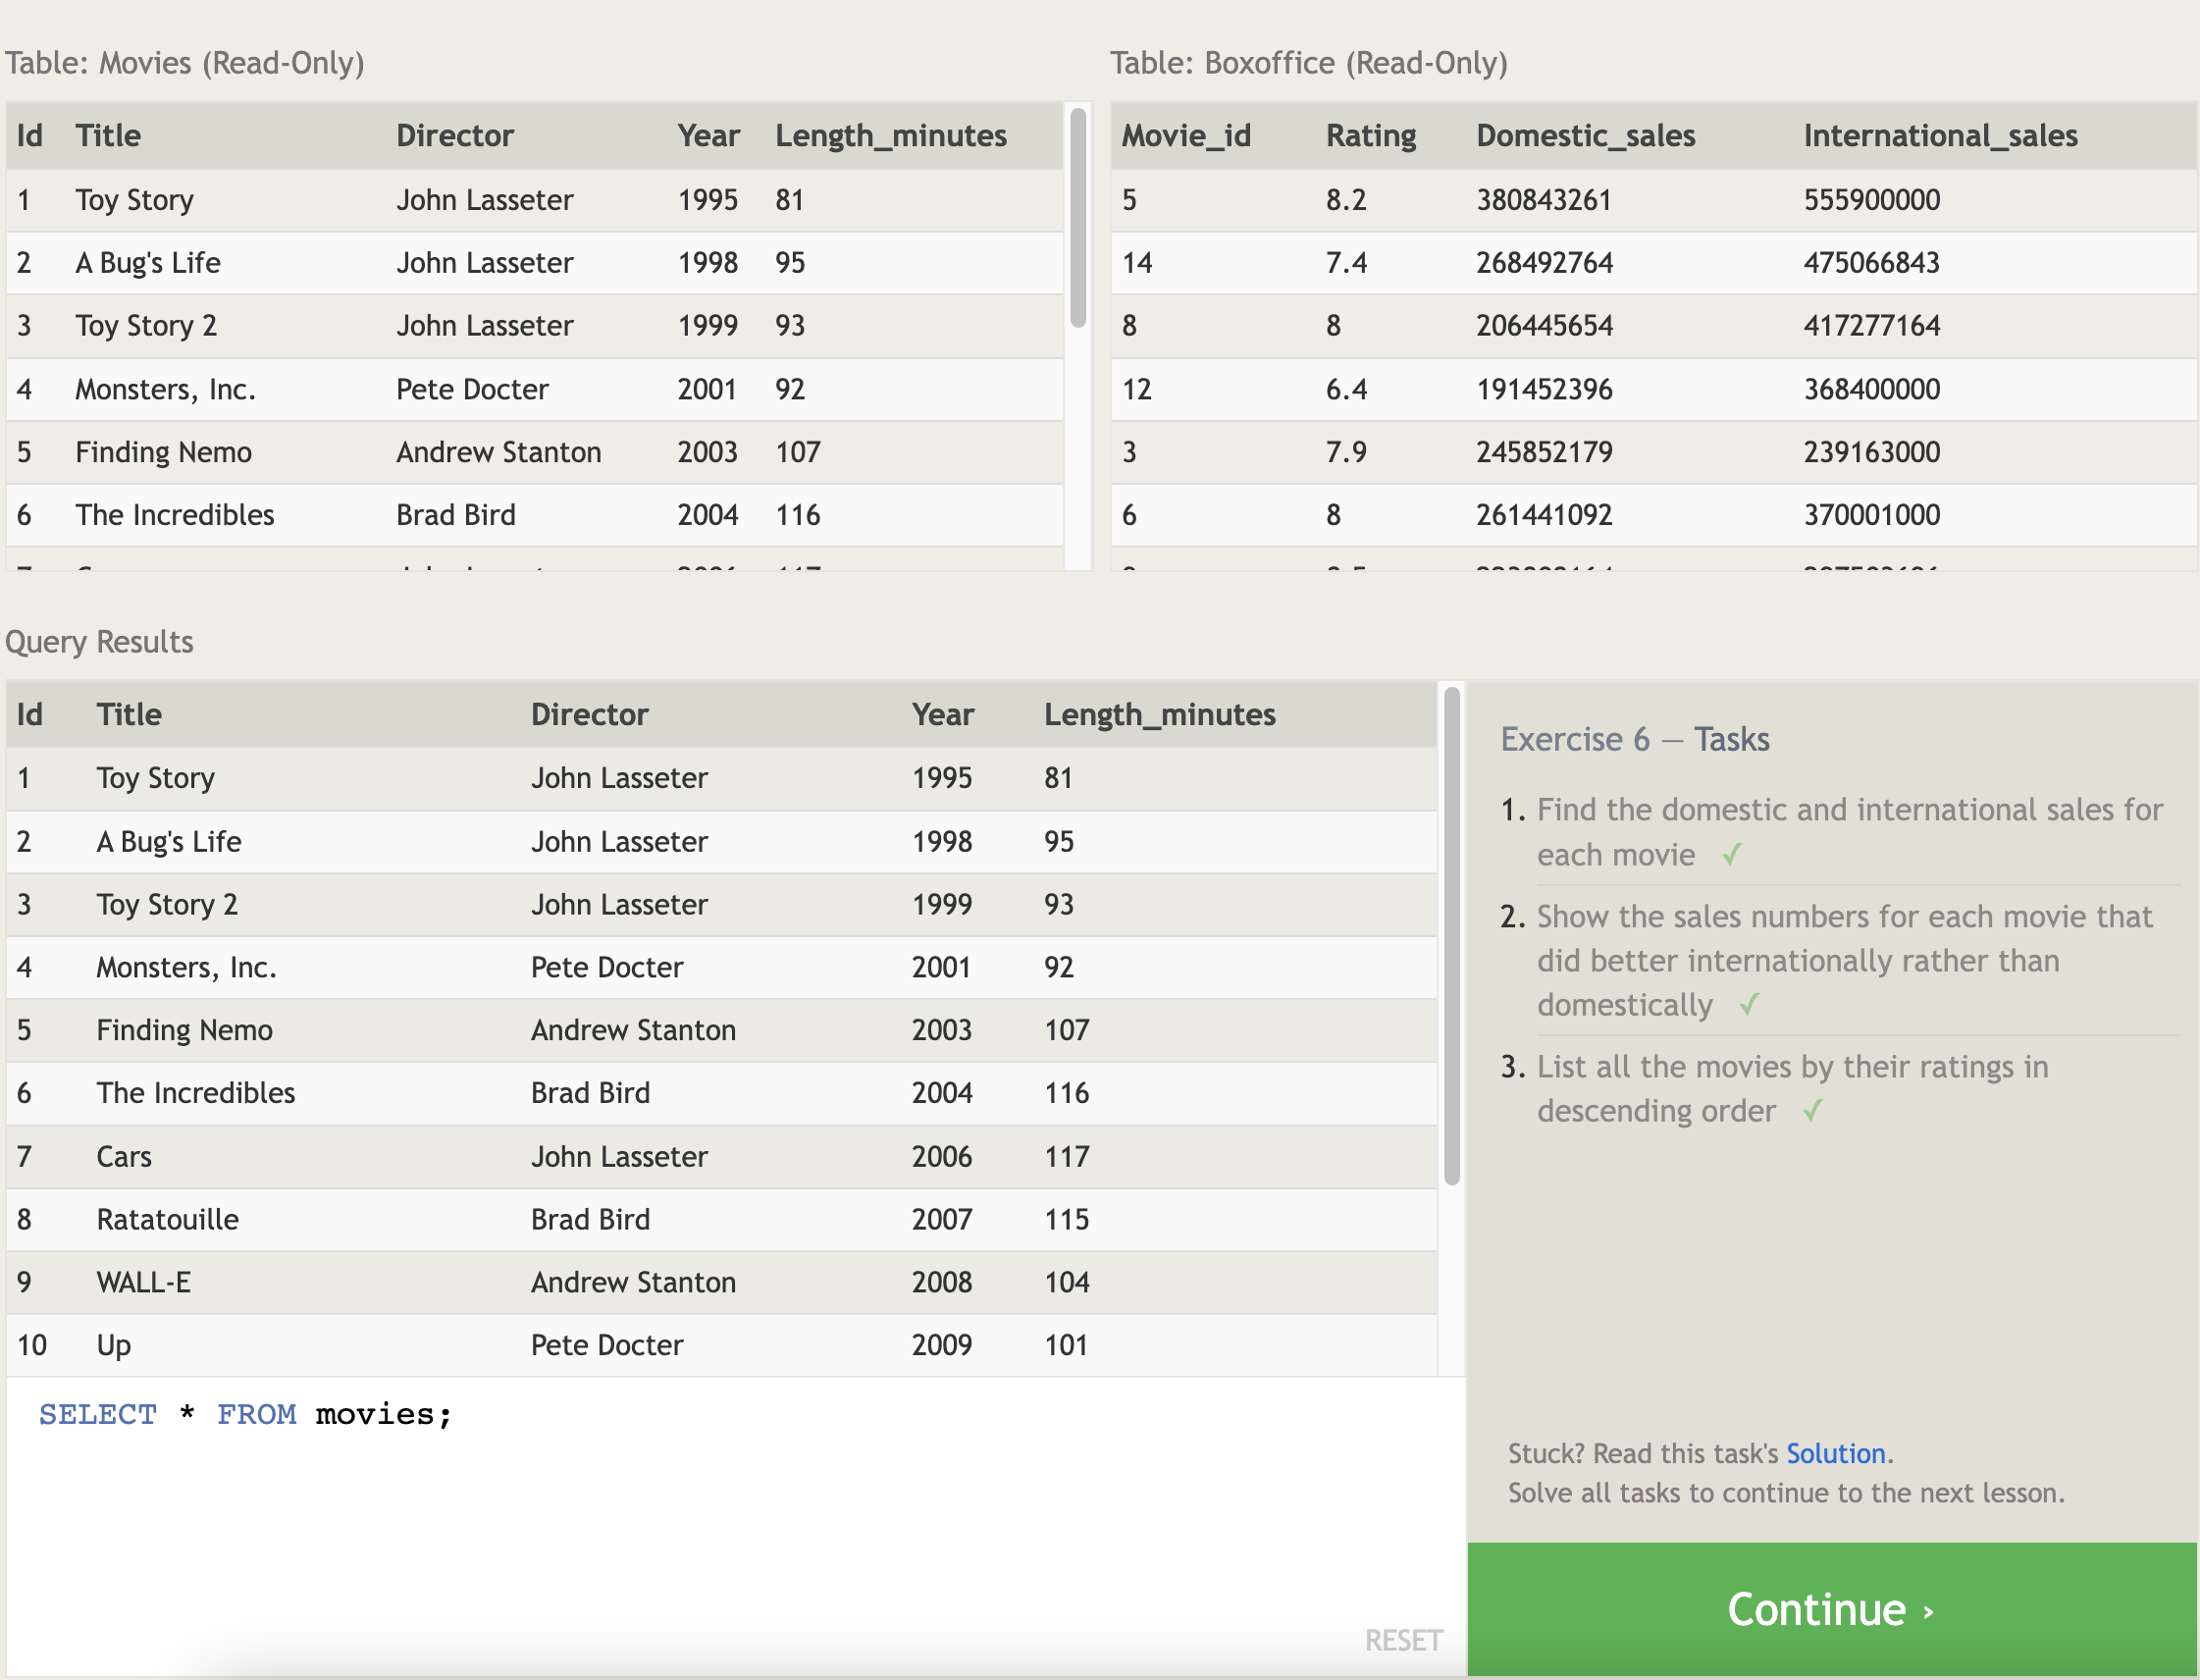 Table: Movies (Read-Only)
Id Title Director Year Length_minutes
1 Toy Story John Lasseter 1995 81
2 A Bug's Life John Lasseter 1998 95
3 Toy Story 2 John Lasseter 1999 93
4 Monsters, Inc. Pete Docter 2001 92
5 Finding Nemo Andrew Stanton 2003 107
6 The Incredibles Brad Bird 2004 116
Table: Boxoffice (Read-Only)
Movie_id Rating Domestic_sales International_sales
5 8.2 380843261 555900000
14 7.4 268492764 475066843
8 8 206445654 417277164
12 6.4 191452396 368400000
3 7.9 245852179 239163000
6 8 261441092 370001000
Query Results
Id Title Director Year Length_minutes
1 Toy Story John Lasseter 1995 81
2 A Bug's Life John Lasseter 1998 95
3 Toy Story 2 John Lasseter 1999 93
4 Monsters, Inc. Pete Docter 2001 92
5 Finding Nemo Andrew Stanton 2003 107
6 The Incredibles Brad Bird 2004 116
7 Cars John Lasseter 2006 117
8 Ratatouille Brad Bird 2007 115
9 WALL-E Andrew Stanton 2008 104
10 Up Pete Docter 2009 101
SELECT * FROM movies;
RESET
Exercise 6 — Tasks
1. Find the domestic and international sales for
each movie ✓
2. Show the sales numbers for each movie that
did better internationally rather than
domestically ✓
3. List all the movies by their ratings in
descending order ✓
Stuck? Read this task's Solution.
Solve all tasks to continue to the next lesson.
Continue ›